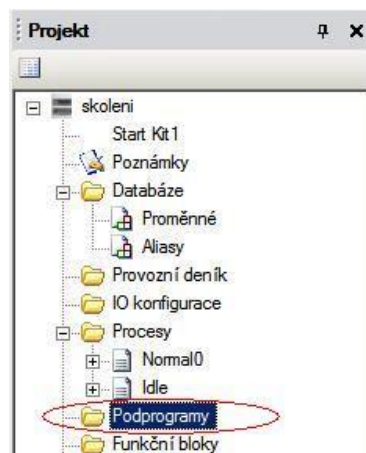 Projekt
skoleni
Start Kit1
Poznámky
Databáze
Proměnné
Aliasy
Provozní deník
IO konfigurace
Procesy
Normal0
Idle
Podprogramy
Funkční bloky